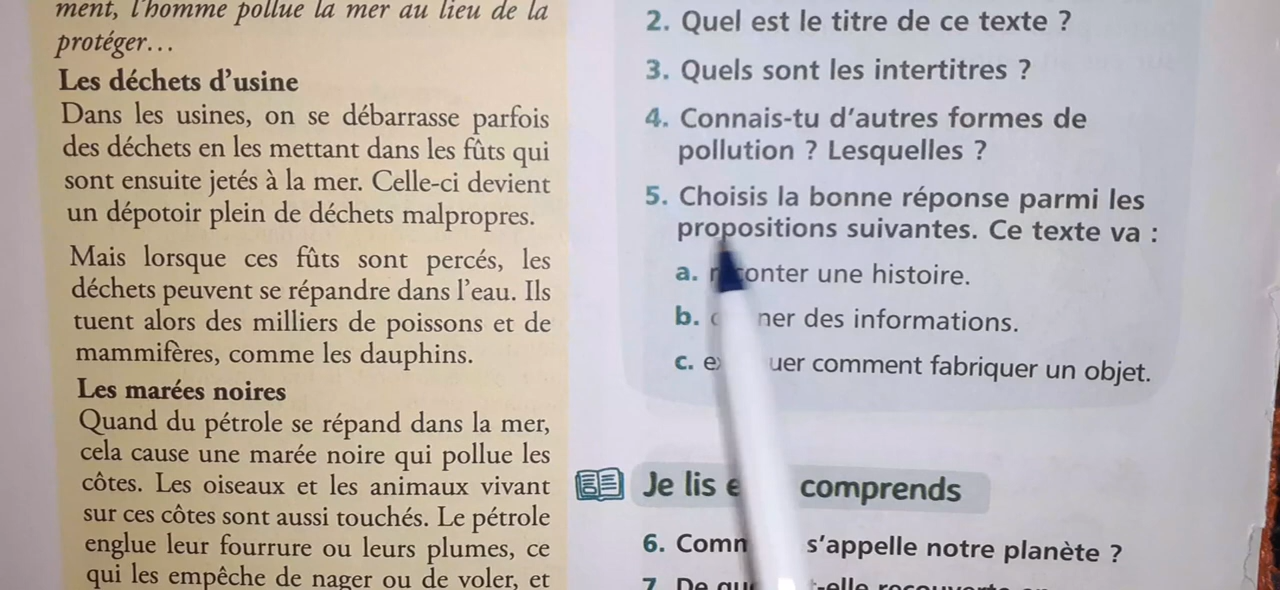 ment, l'homme pollue la mer au lieu de la
protéger...
Les déchets d'usine
Dans les usines, on se débarrasse parfois
des déchets en les mettant dans les fûts qui
sont ensuite jetés à la mer. Celle-ci devient
un dépotoir plein de déchets malpropres.
Mais lorsque ces fûts sont percés, les
déchets peuvent se répandre dans l'eau. Ils
tuent alors des milliers de poissons et de
mammifères, comme les dauphins.
Les marées noires
Quand du pétrole se répand dans la mer,
cela cause une marée noire qui pollue les
côtes. Les oiseaux et les animaux vivant
sur ces côtes sont aussi touchés. Le pétrole
englue leur fourrure ou leurs plumes, ce
qui les empêche de nager ou de voler, et
2. Quel est le titre de ce texte ?
3. Quels sont les intertitres ?
4. Connais-tu d'autres formes de
pollution ? Lesquelles ?
5. Choisis la bonne réponse parmi les
propositions suivantes. Ce texte va :
a. une histoire.
b. des informations.
c. comment fabriquer un objet.
Je lis comprends
6. s'appelle notre planète ?
7. De